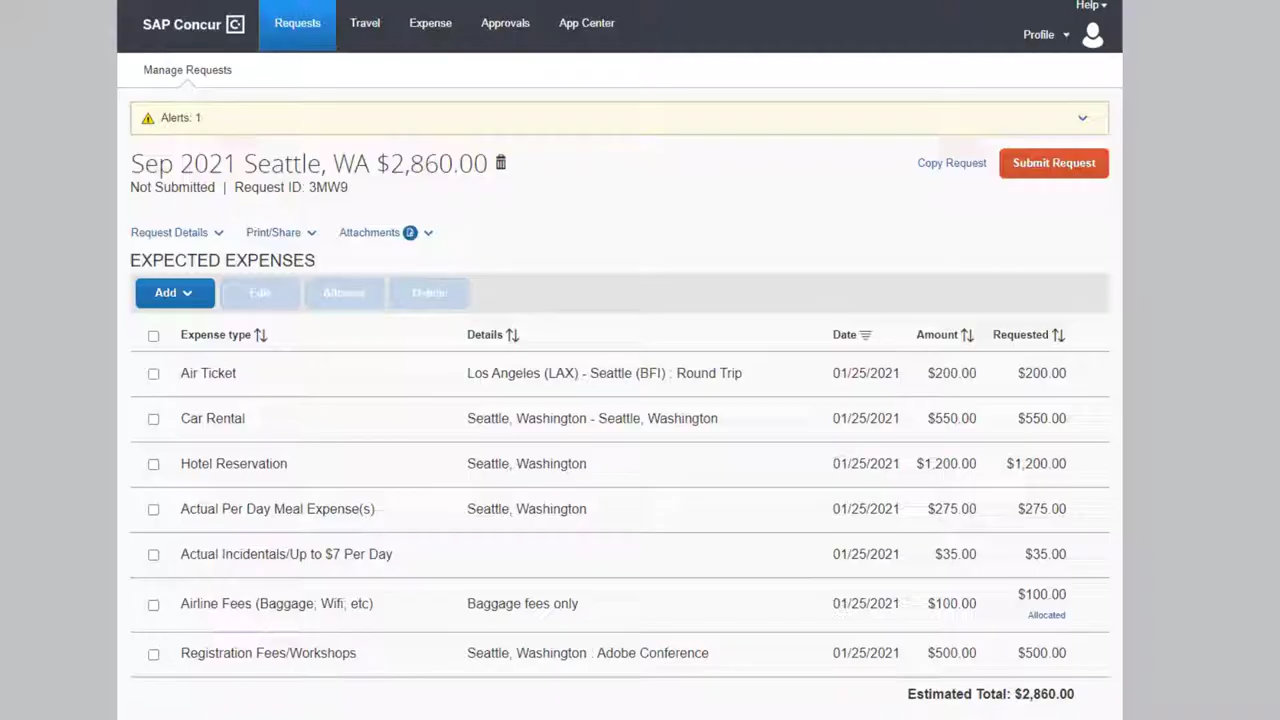 Help
SAP Concur
Requests
Travel
Expense
Approvals
App Center
Profile
Manage Requests
Alerts: 1
Sep 2021 Seattle, WA $2,860.00
Copy Request
Submit Request
Not Submitted | Request ID: 3MW9
Request Details
Print/Share
Attachments
EXPECTED EXPENSES
Add
Edit
Allocate
Delete
Expense type Details Date Amount Requested
Air Ticket Los Angeles (LAX) - Seattle (BFI) : Round Trip 01/25/2021 $200.00 $200.00
Car Rental Seattle, Washington - Seattle, Washington 01/25/2021 $550.00 $550.00
Hotel Reservation Seattle, Washington 01/25/2021 $1,200.00 $1,200.00
Actual Per Day Meal Expense(s) Seattle, Washington 01/25/2021 $275.00 $275.00
Actual Incidentals/Up to $7 Per Day 01/25/2021 $35.00 $35.00
Airline Fees (Baggage; Wifi; etc) Baggage fees only 01/25/2021 $100.00 $100.00
Allocated
Registration Fees/Workshops Seattle, Washington : Adobe Conference 01/25/2021 $500.00 $500.00
Estimated Total: $2,860.00